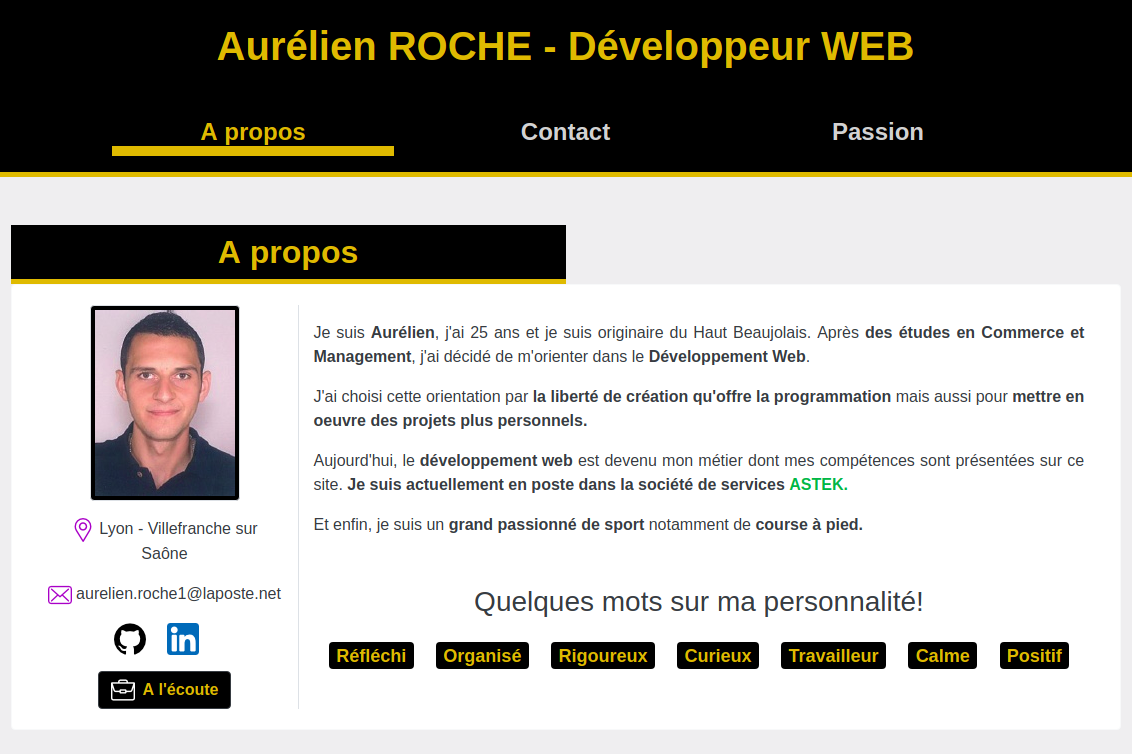 Aurélien ROCHE - Développeur WEB
A propos
Contact
Passion
A propos
Lyon - Villefranche sur
Saône
aurelien.roche1@laposte.net
in
A l'écoute
Je suis Aurélien, j'ai 25 ans et je suis originaire du Haut Beaujolais. Après des études en Commerce et
Management, j'ai décidé de m'orienter dans le Développement Web.
J'ai choisi cette orientation par la liberté de création qu'offre la programmation mais aussi pour mettre en
oeuvre des projets plus personnels.
Aujourd'hui, le développement web est devenu mon métier dont mes compétences sont présentées sur ce
site. Je suis actuellement en poste dans la société de services ASTEK.
Et enfin, je suis un grand passionné de sport notamment de course à pied.
Quelques mots sur ma personnalité!
Réfléchi
Organisé
Rigoureux
Curieux
Travailleur
Calme
Positif